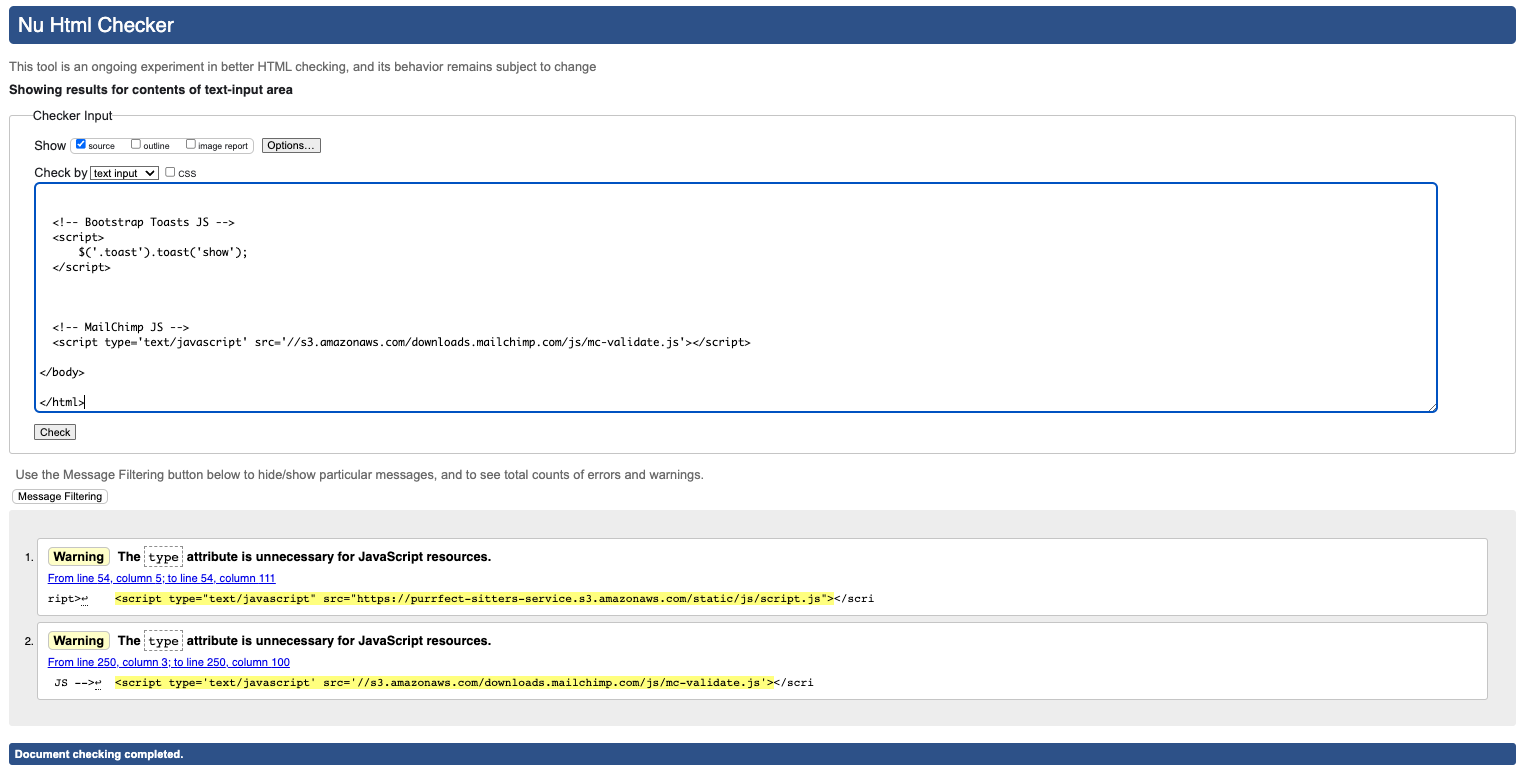 Nu Html Checker
This tool is an ongoing experiment in better HTML checking, and its behavior remains subject to change
Showing results for contents of text-input area
Checker Input
Show source outline image report Options...
Check by text input css
<!-- Bootstrap Toasts JS -->
<script>
$('.toast').toast('show');
</script>
<!-- MailChimp JS -->
<script type='text/javascript' src='//s3.amazonaws.com/downloads.mailchimp.com/js/mc-validate.js'></script>
</body>
</html>
Check
Use the Message Filtering button below to hide/show particular messages, and to see total counts of errors and warnings.
Message Filtering
1. Warning The type attribute is unnecessary for JavaScript resources.
From line 54, column 5; to line 54, column 111
ript>↩ <script type="text/javascript" src="https://purrfect-sitters-service.s3.amazonaws.com/static/js/script.js"></scri
2. Warning The type attribute is unnecessary for JavaScript resources.
From line 250, column 3; to line 250, column 100
JS -->↩ <script type='text/javascript' src='//s3.amazonaws.com/downloads.mailchimp.com/js/mc-validate.js'></scri
Document checking completed.